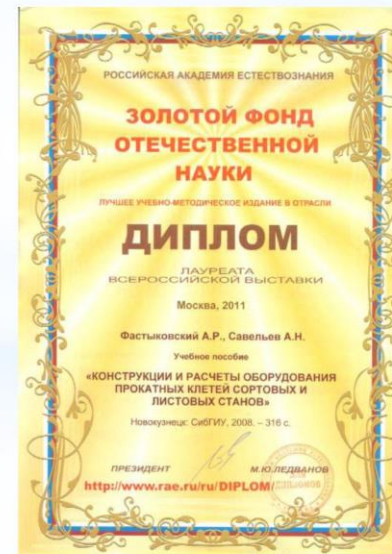 РОССИЙСКАЯ АКАДЕМИЯ ЕСТЕСТВОЗНАНИЯ
ЗОЛОТОЙ ФОНД
ОТЕЧЕСТВЕННОЙ
НАУКИ
ЛУЧШЕЕ УЧЕБНО-МЕТОДИЧЕСКОЕ ИЗДАНИЕ В ОТРАСЛИ
ДИПЛОМ
ЛАУРЕАТА
ВСЕРОССИЙСКОЙ ВЫСТАВКИ
Москва, 2011
Фастыковский А.Р., Савельев А.Н.
Учебное пособие
«КОНСТРУКЦИИ И РАСЧЕТЫ ОБОРУДОВАНИЯ
ПРОКАТНЫХ КЛЕТЕЙ СОРТОВЫХ И
ЛИСТОВЫХ СТАНОВ»
Новокузнецк: СибГИУ, 2008. – 316 с.
ПРЕЗИДЕНТ М.Ю.ЛЕДВАНОВ
http://www.rae.ru/ru/DIPLOM/